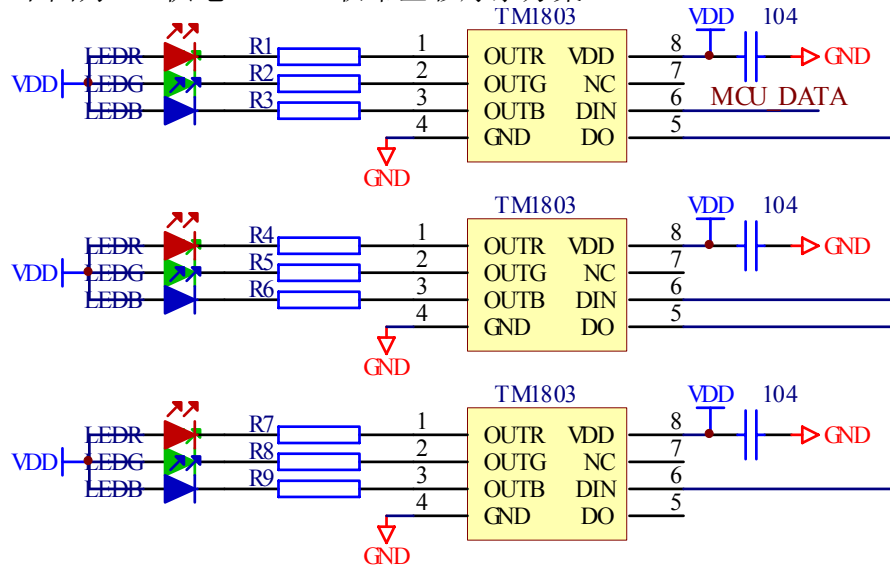 TM1803 VDD 104
LEDR R1 1 OUTR VDD 8 GND
VDD LEDG R2 2 OUTG NC 7
LEDB R3 3 OUTB DIN 6 MCU DATA
4 GND DO 5
GND
TM1803 VDD 104
LEDR R4 1 OUTR VDD 8 GND
VDD LEDG R5 2 OUTG NC 7
LEDB R6 3 OUTB DIN 6
4 GND DO 5
GND
TM1803 VDD 104
LEDR R7 1 OUTR VDD 8 GND
VDD LEDG R8 2 OUTG NC 7
LEDB R9 3 OUTB DIN 6
4 GND DO 5
GND